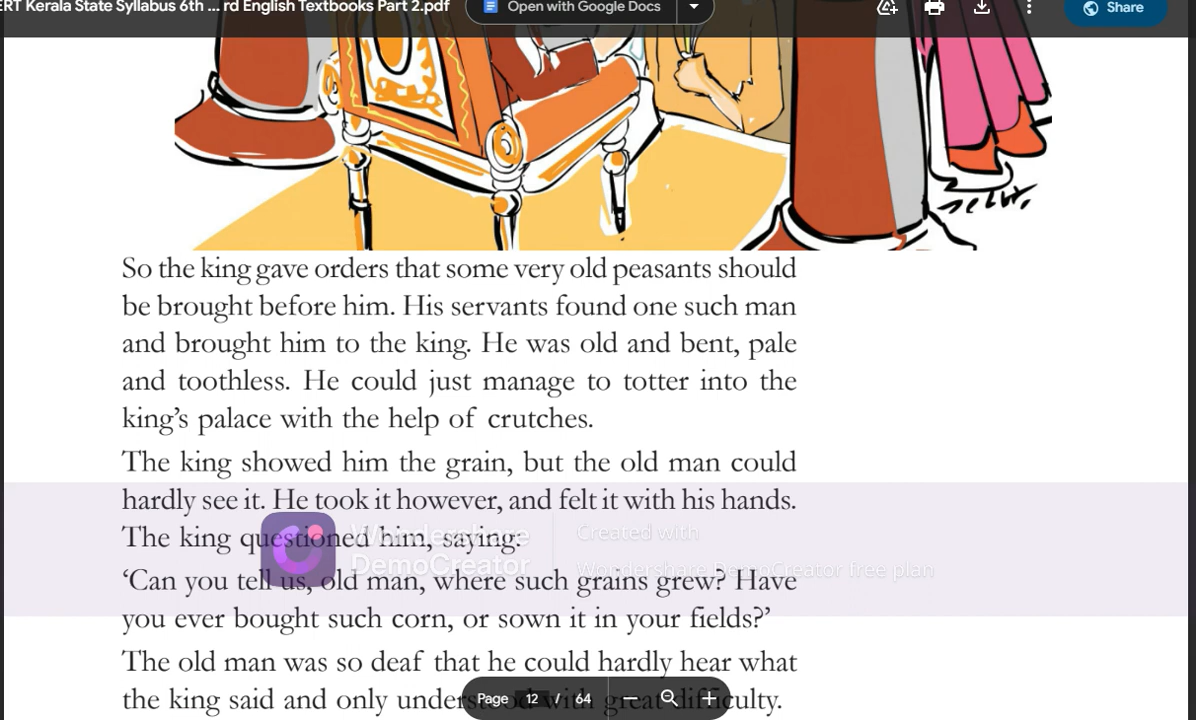 ERT Kerala State Syllabus 6th ... rd English Textbooks Part 2.pdf
Open with Google Docs
Share
So the king gave orders that some very old peasants should
be brought before him. His servants found one such man
and brought him to the king. He was old and bent, pale
and toothless. He could just manage to totter into the
king's palace with the help of crutches.
The king showed him the grain, but the old man could
hardly see it. He took it however, and felt it with his hands.
The king questioned him, saying:
Wondershare
DemoCreator
Created with
Wondershare DemoCreator free plan
‘Can you tell us, old man, where such grains grew? Have
you ever bought such corn, or sown it in your fields?’
The old man was so deaf that he could hardly hear what
the king said and only understood with great difficulty.
Page 12 / 64